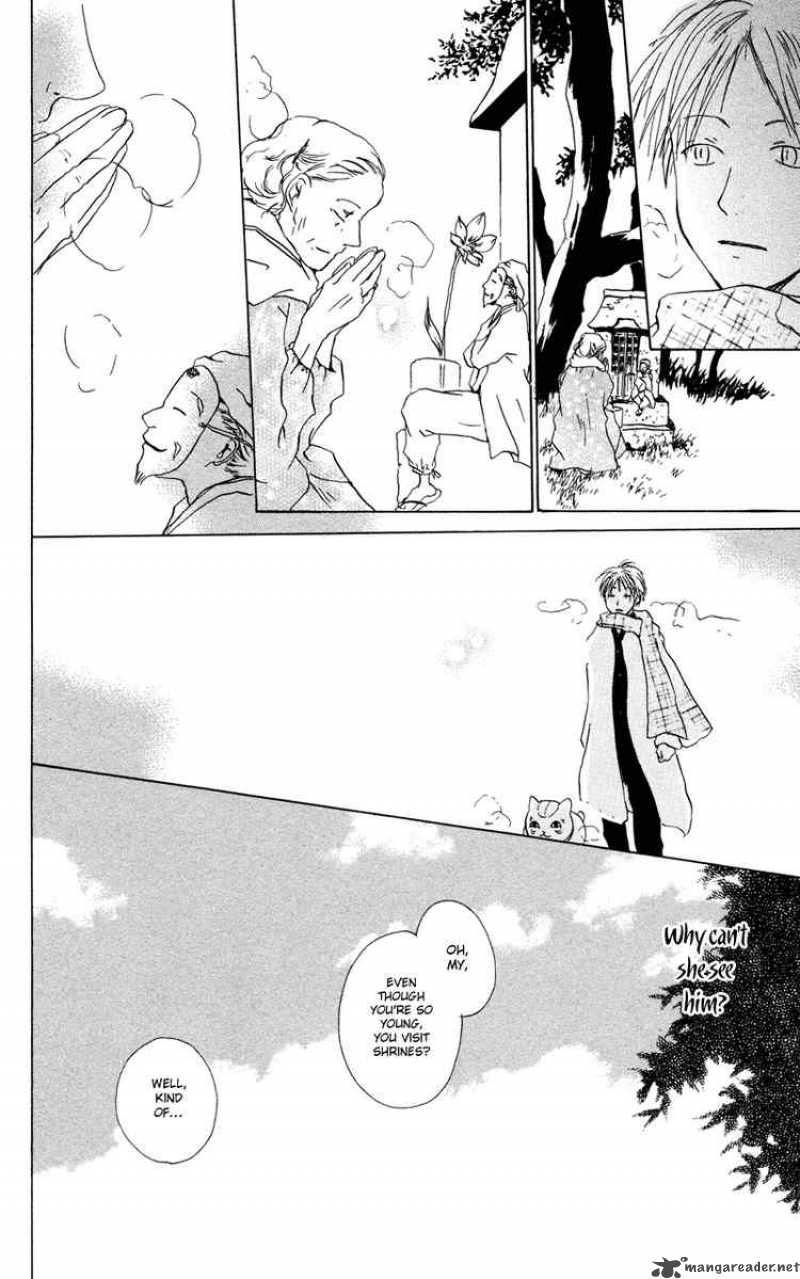 Why can't
she see
him?
OH,
MY,
EVEN
THOUGH
YOU'RE SO
YOUNG,
YOU VISIT
SHRINES?
WELL,
KIND
OF...
mangareader.net